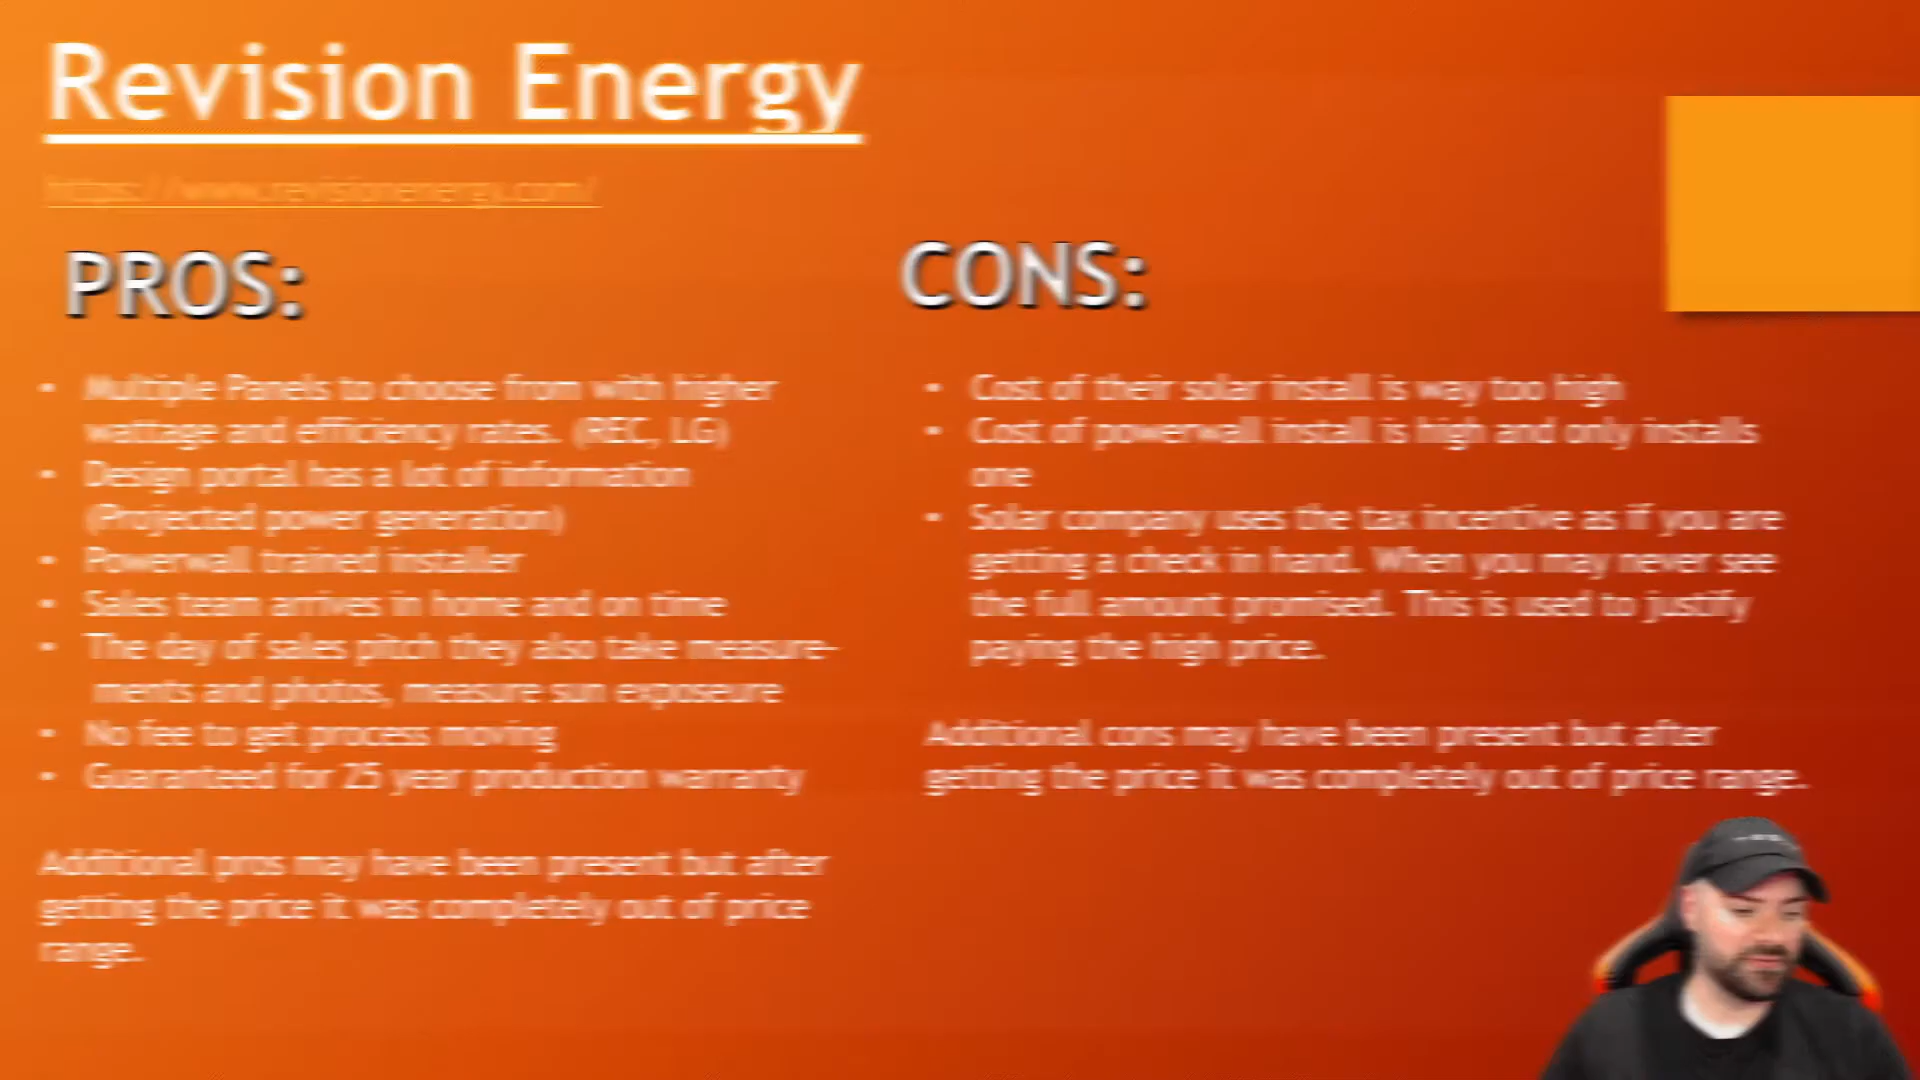 Revision Energy
https://www.revisionenergy.com/
PROS:
• Multiple Panels to choose from with higher
wattage and efficiency rates. (REC, LG)
• Design portal has a lot of information
(Projected power generation)
• Powerwall trained installer
• Sales team arrives in home and on time
• The day of sales pitch they also take measure-
ments and photos, measure sun exposeure
• No fee to get process moving
• Guaranteed for 25 year production warranty
Additional pros may have been present but after
getting the price it was completely out of price
range.
CONS:
• Cost of their solar install is way too high
• Cost of powerwall install is high and only installs
one
• Solar company uses the tax incentive as if you are
getting a check in hand. When you may never see
the full amount promised. This is used to justify
paying the high price.
Additional cons may have been present but after
getting the price it was completely out of price range.